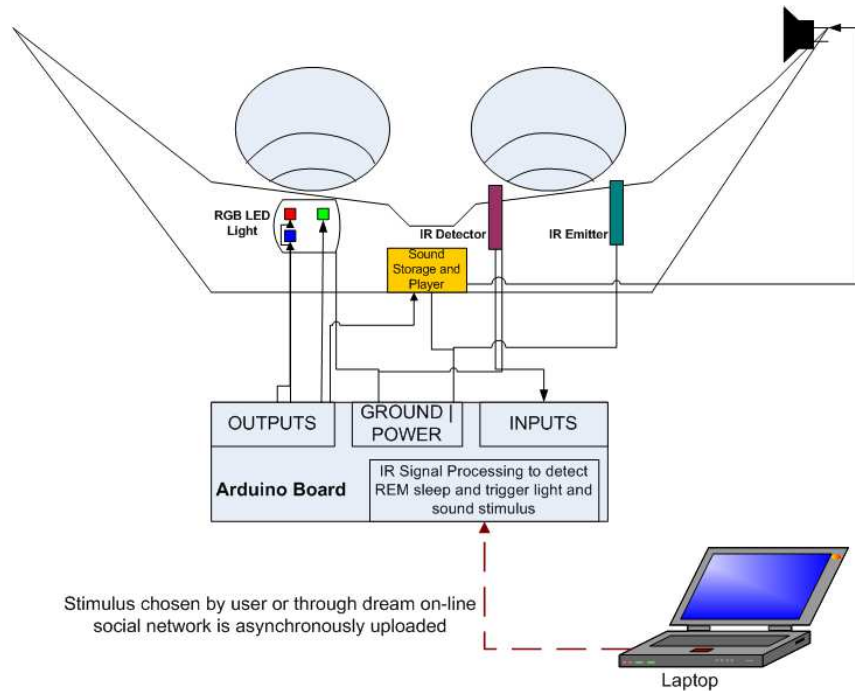 RGB LED
Light
IR Detector
IR Emitter
Sound
Storage and
Player
OUTPUTS
GROUND |
POWER
INPUTS
Arduino Board
IR Signal Processing to detect
REM sleep and trigger light and
sound stimulus
Stimulus chosen by user or through dream on-line
social network is asynchronously uploaded
Laptop